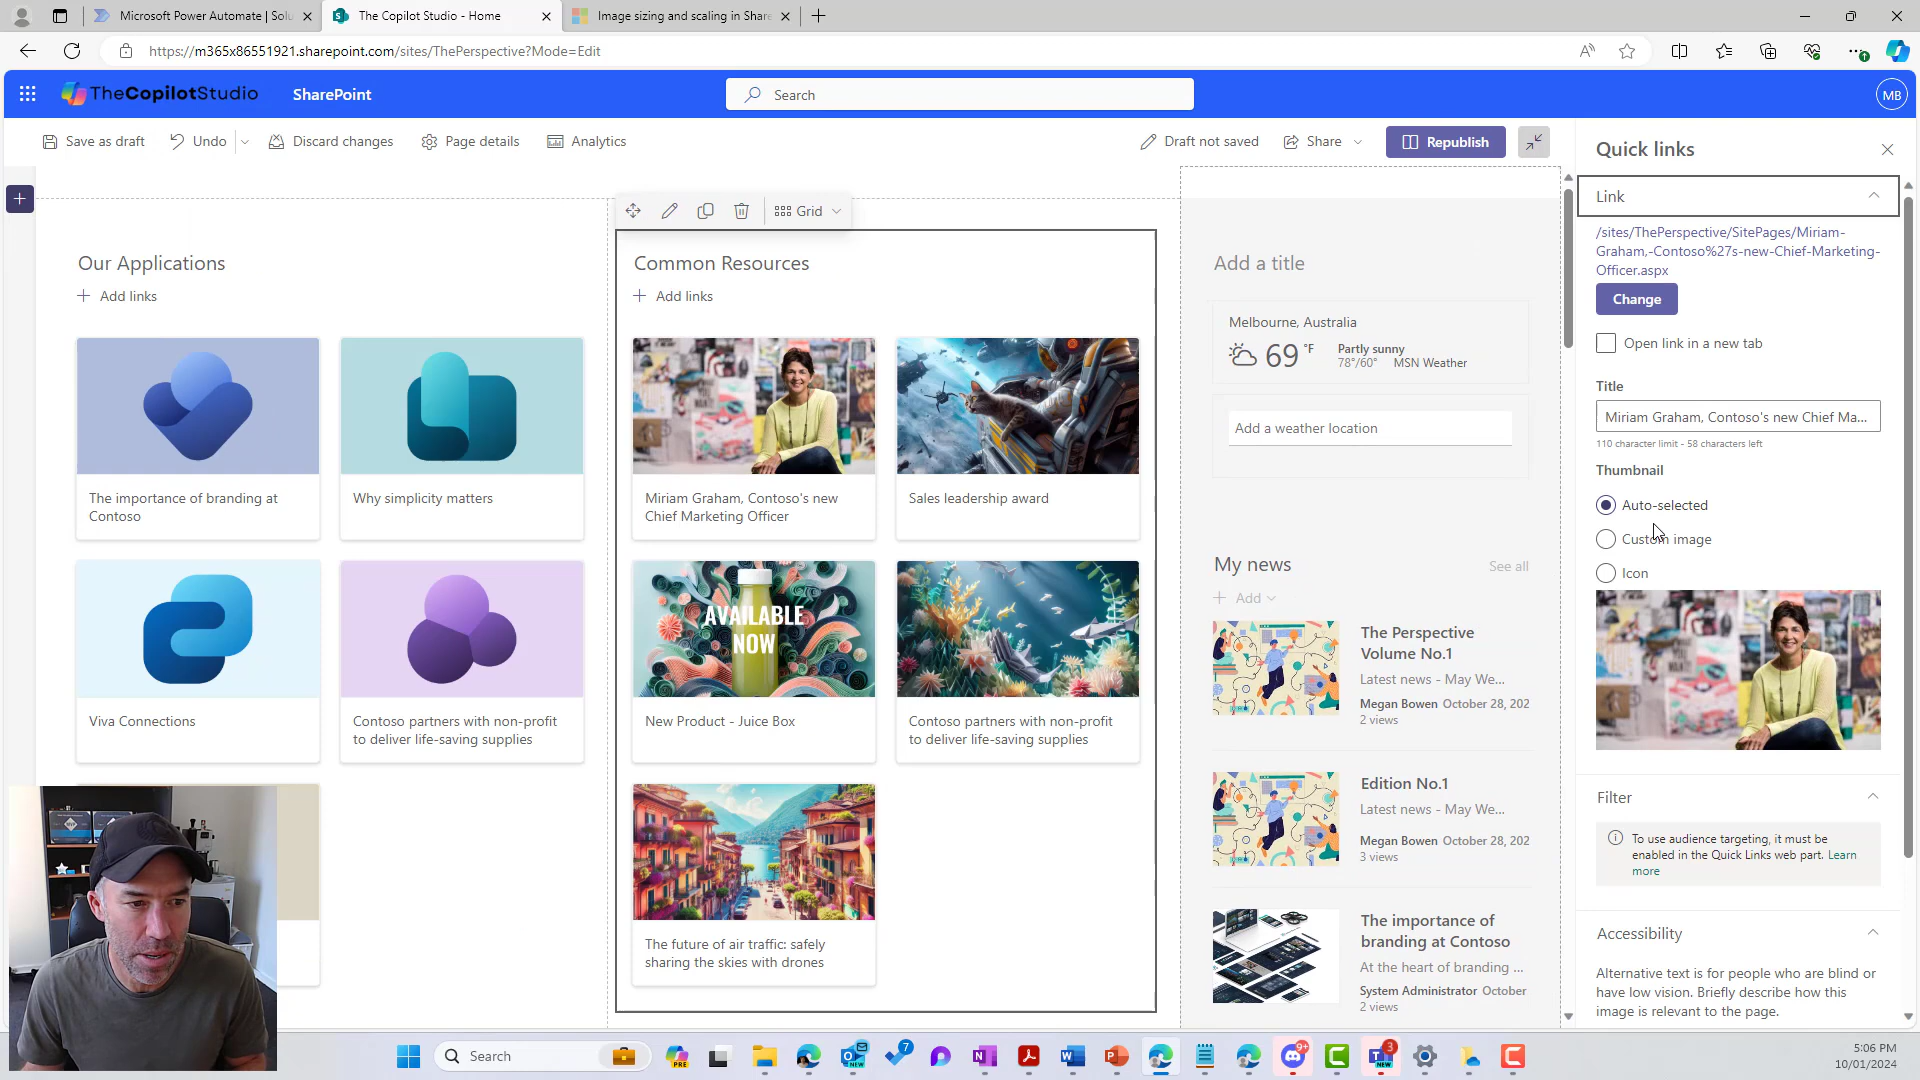 Microsoft Power Automate | Solu
The Copilot Studio - Home
Image sizing and scaling in Share
https://m365x86551921.sharepoint.com/sites/ThePerspective?Mode=Edit
TheCopilotStudio
SharePoint
Search
MB
Save as draft
Undo
Discard changes
Page details
Analytics
Draft not saved
Share
Republish
Grid
Our Applications
Add links
The importance of branding at
Contoso
Why simplicity matters
Viva Connections
Contoso partners with non-profit
to deliver life-saving supplies
Common Resources
Add links
Miriam Graham, Contoso's new
Chief Marketing Officer
Sales leadership award
AVAILABLE
NOW
New Product - Juice Box
Contoso partners with non-profit
to deliver life-saving supplies
The future of air traffic: safely
sharing the skies with drones
Add a title
Melbourne, Australia
69 °F
Partly sunny
78°/60° MSN Weather
Add a weather location
My news
See all
Add
The Perspective
Volume No.1
Latest news - May We...
Megan Bowen October 28, 202
2 views
Edition No.1
Latest news - May We...
Megan Bowen October 28, 202
3 views
The importance of
branding at Contoso
At the heart of branding ...
System Administrator October
2 views
Quick links
Link
/sites/ThePerspective/SitePages/Miriam-
Graham,-Contoso%27s-new-Chief-Marketing-
Officer.aspx
Change
Open link in a new tab
Title
Miriam Graham, Contoso's new Chief Ma...
110 character limit - 58 characters left
Thumbnail
Auto-selected
Custom image
Icon
Filter
To use audience targeting, it must be
enabled in the Quick Links web part. Learn
more
Accessibility
Alternative text is for people who are blind or
have low vision. Briefly describe how this
image is relevant to the page.
Search
PRE
NEW
7
9+
3
NEW
5:06 PM
10/01/2024